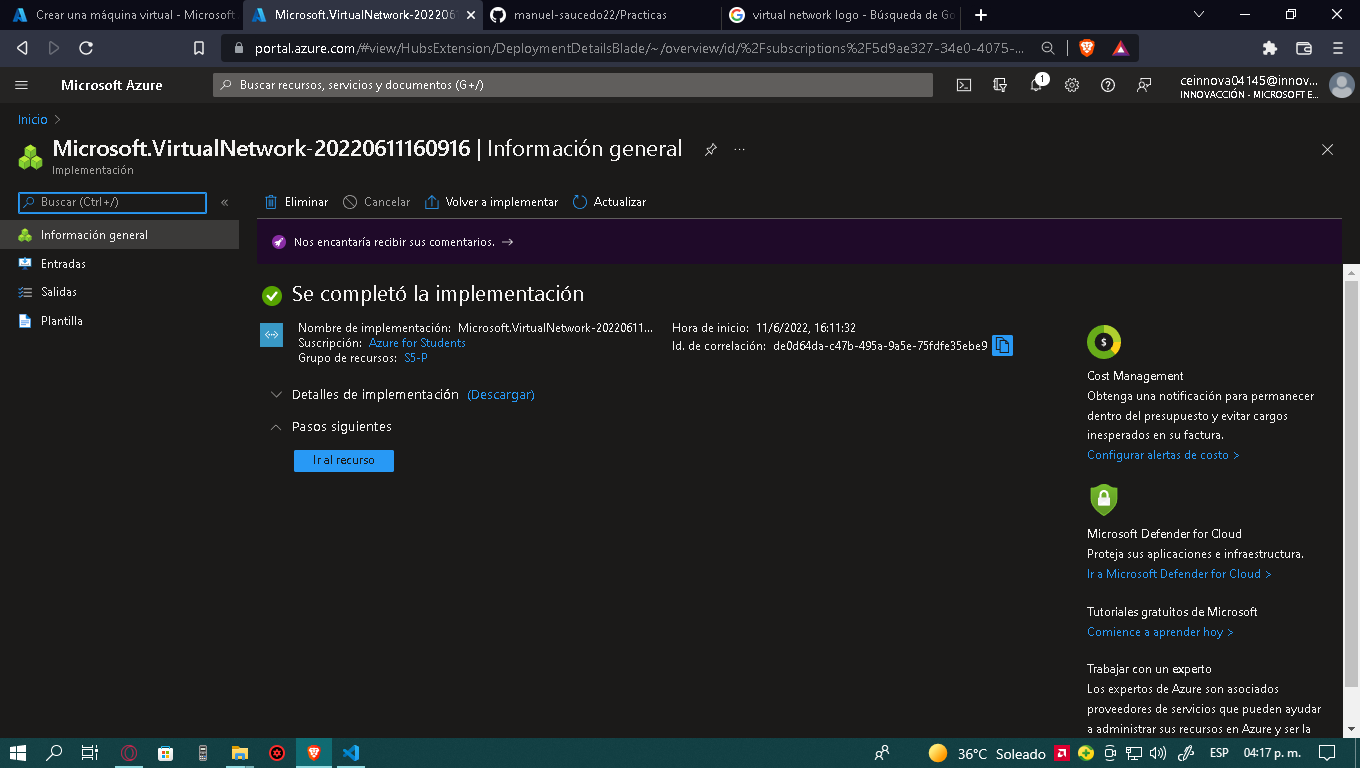 Crear una máquina virtual - Microsoft
Microsoft.VirtualNetwork-2022061
manuel-saucedo22/Practicas
virtual network logo - Búsqueda de Go
portal.azure.com/#view/HubsExtension/DeploymentDetailsBlade/~/overview/id/%2Fsubscriptions%2F5d9ae327-34e0-4075-...
Microsoft Azure
Buscar recursos, servicios y documentos (G+/)
1
ceinnova04145@innov...
INNOVACCIÓN - MICROSOFT E...
Inicio >
Microsoft.VirtualNetwork-20220611160916 | Información general
Implementación
Buscar (Ctrl+/)
«
Eliminar
Cancelar
Volver a implementar
Actualizar
Información general
Entradas
Salidas
Plantilla
Nos encantaría recibir sus comentarios. →
Se completó la implementación
Nombre de implementación: Microsoft.VirtualNetwork-20220611...
Suscripción: Azure for Students
Grupo de recursos: S5-P
Hora de inicio: 11/6/2022, 16:11:32
Id. de correlación: de0d64da-c47b-495a-9a5e-75fdfe35ebe9
Detalles de implementación (Descargar)
Pasos siguientes
Ir al recurso
Cost Management
Obtenga una notificación para permanecer
dentro del presupuesto y evitar cargos
inesperados en su factura.
Configurar alertas de costo >
Microsoft Defender for Cloud
Proteja sus aplicaciones e infraestructura.
Ir a Microsoft Defender for Cloud >
Tutoriales gratuitos de Microsoft
Comience a aprender hoy >
Trabajar con un experto
Los expertos de Azure son asociados
proveedores de servicios que pueden ayudar
a administrar sus recursos en Azure y ser la
36°C Soleado
ESP
04:17 p. m.